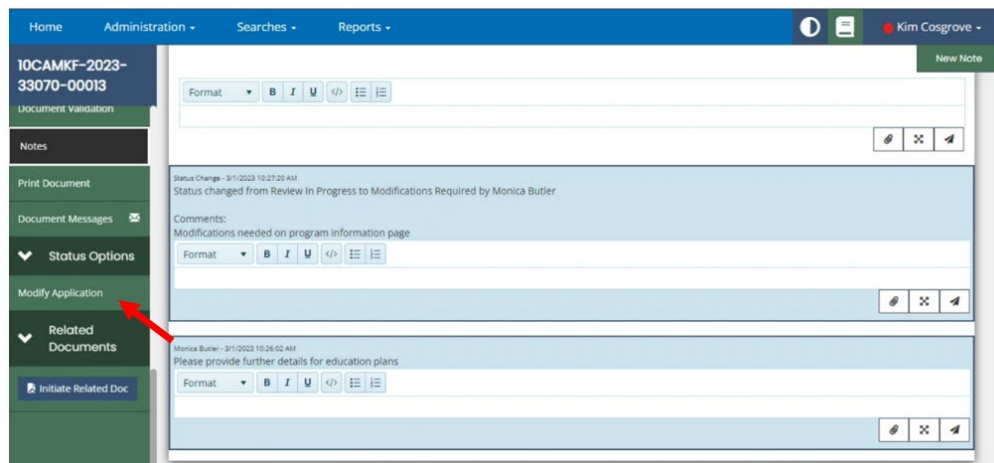 Home Administration Searches Reports Kim Cosgrove
10CAMKF-2023-
33070-00013
New Note
Document Validation
Notes
Print Document
Document Messages
Status Options
Modify Application
Related
Documents
Initiate Related Doc
Format B I U </>
Status Change - 3/1/2023 10:27:20 AM
Status changed from Review In Progress to Modifications Required by Monica Butler
Comments:
Modifications needed on program information page
Format B I U </>
Monica Butler - 3/1/2023 10:26:02 AM
Please provide further details for education plans
Format B I U </>